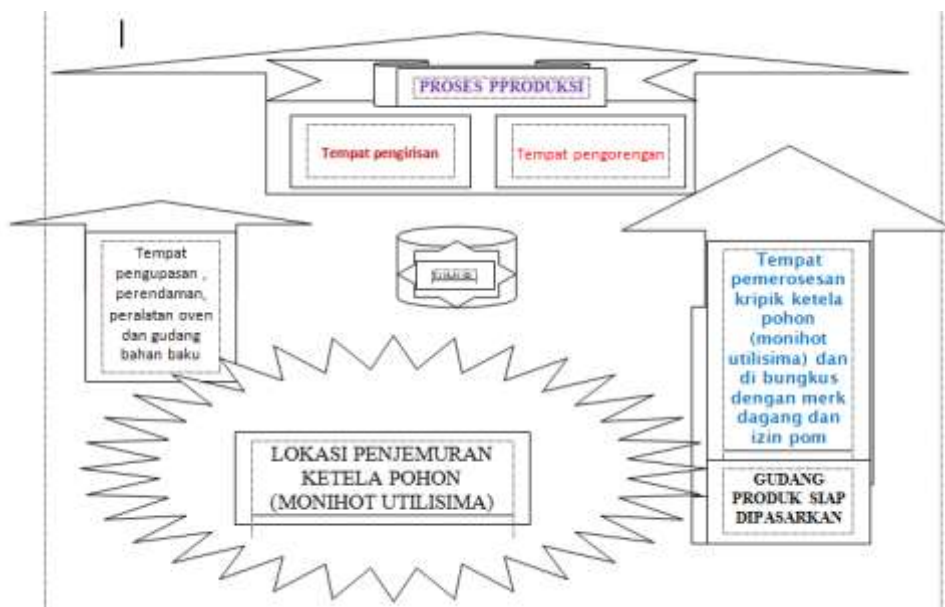 PROSES PPRODUKSI
Tempat pengirisan
Tempat pengorengan
Tempat
pengupasan ,
perendaman,
peralatan oven
dan gudang
bahan baku
Tempat
pemerosesan
kripik ketela
pohon
(monihot
utilisima) dan
di bungkus
dengan merk
dagang dan
izin pom
LOKASI PENJEMURAN
KETELA POHON
(MONIHOT UTILISIMA)
GUDANG
PRODUK SIAP
DIPASARKAN